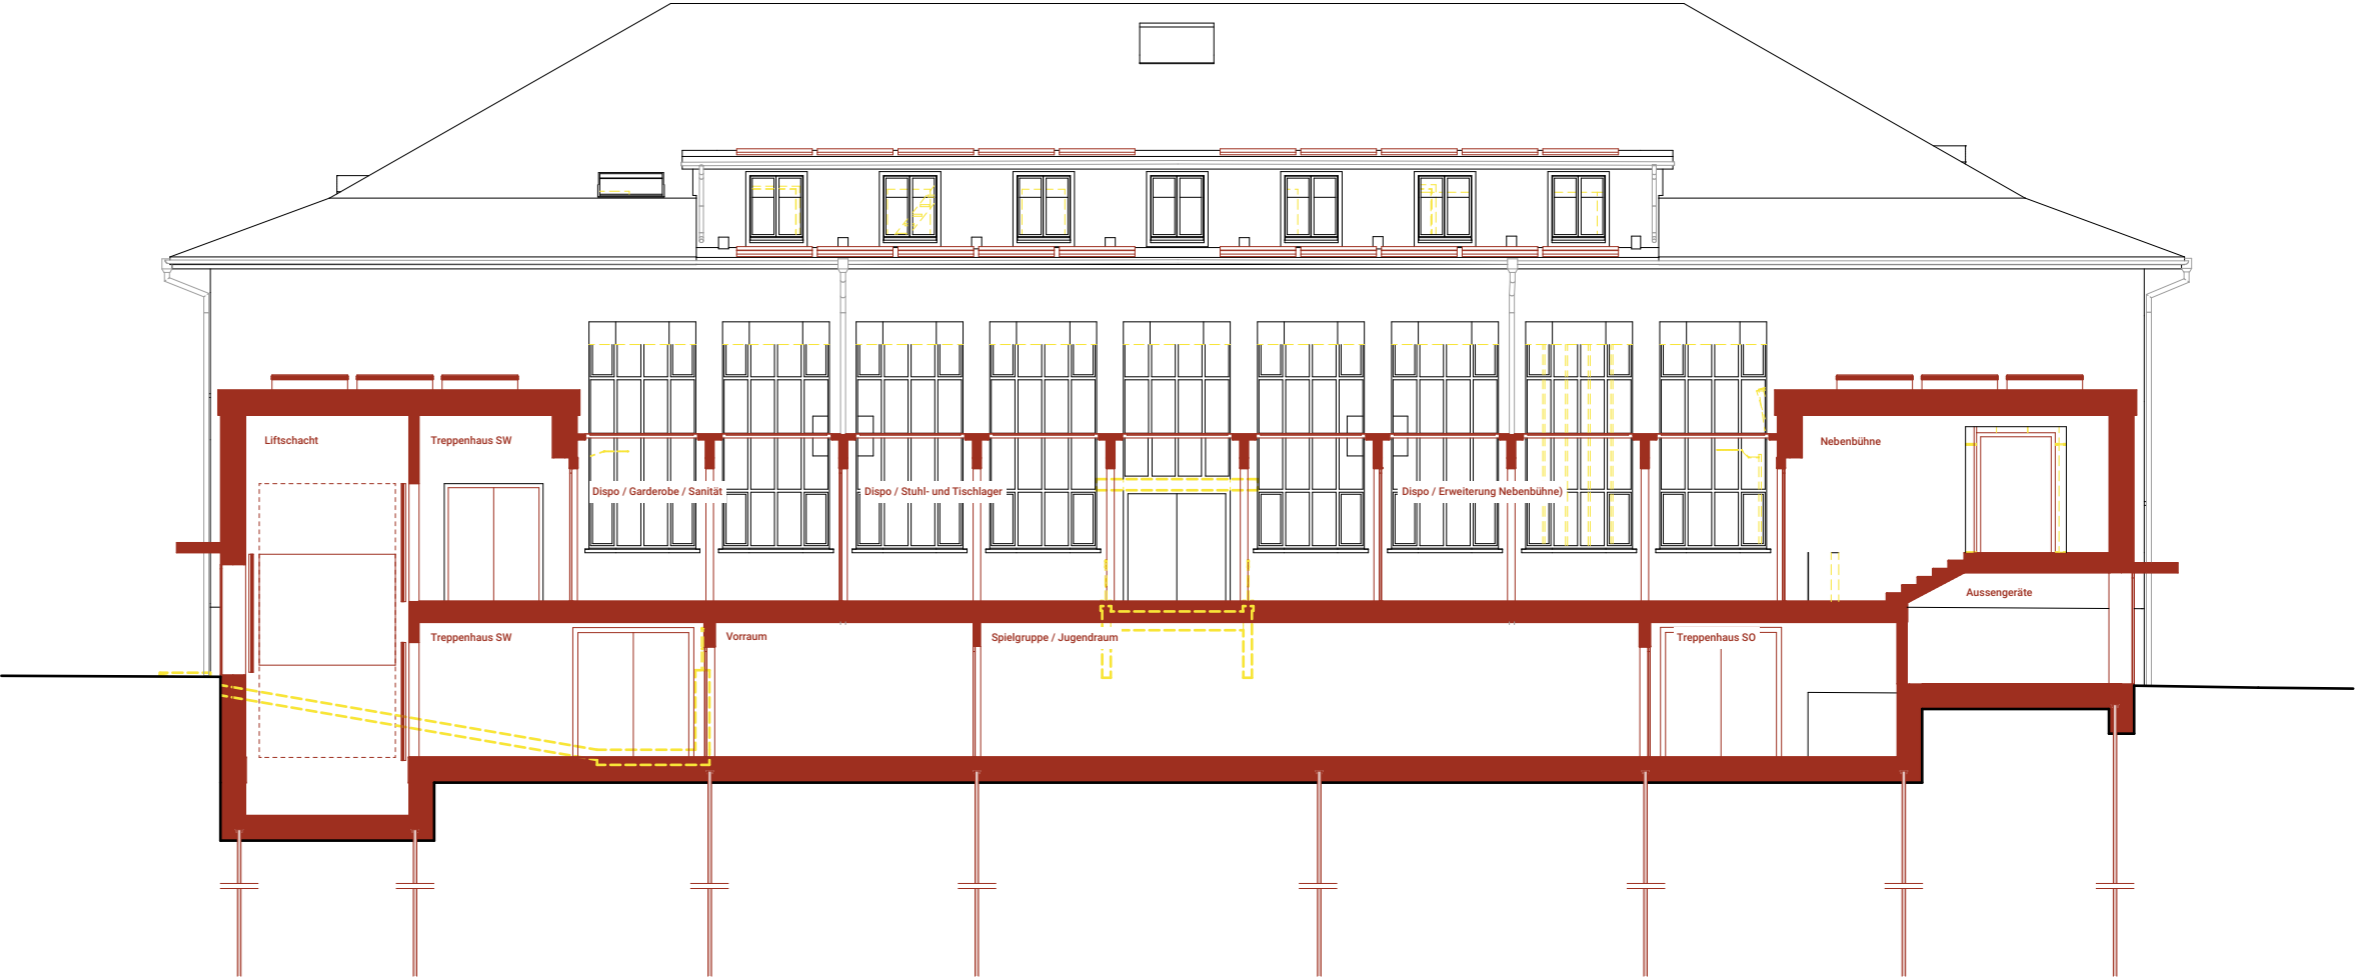 Liftschacht
Treppenhaus SW
Nebenbühne
Dispo / Garderobe / Sanität
Dispo / Stuhl- und Tischlager
Dispo / Erweiterung Nebenbühne)
Aussengeräte
Treppenhaus SW
Vorraum
Spielgruppe / Jugendraum
Treppenhaus SO